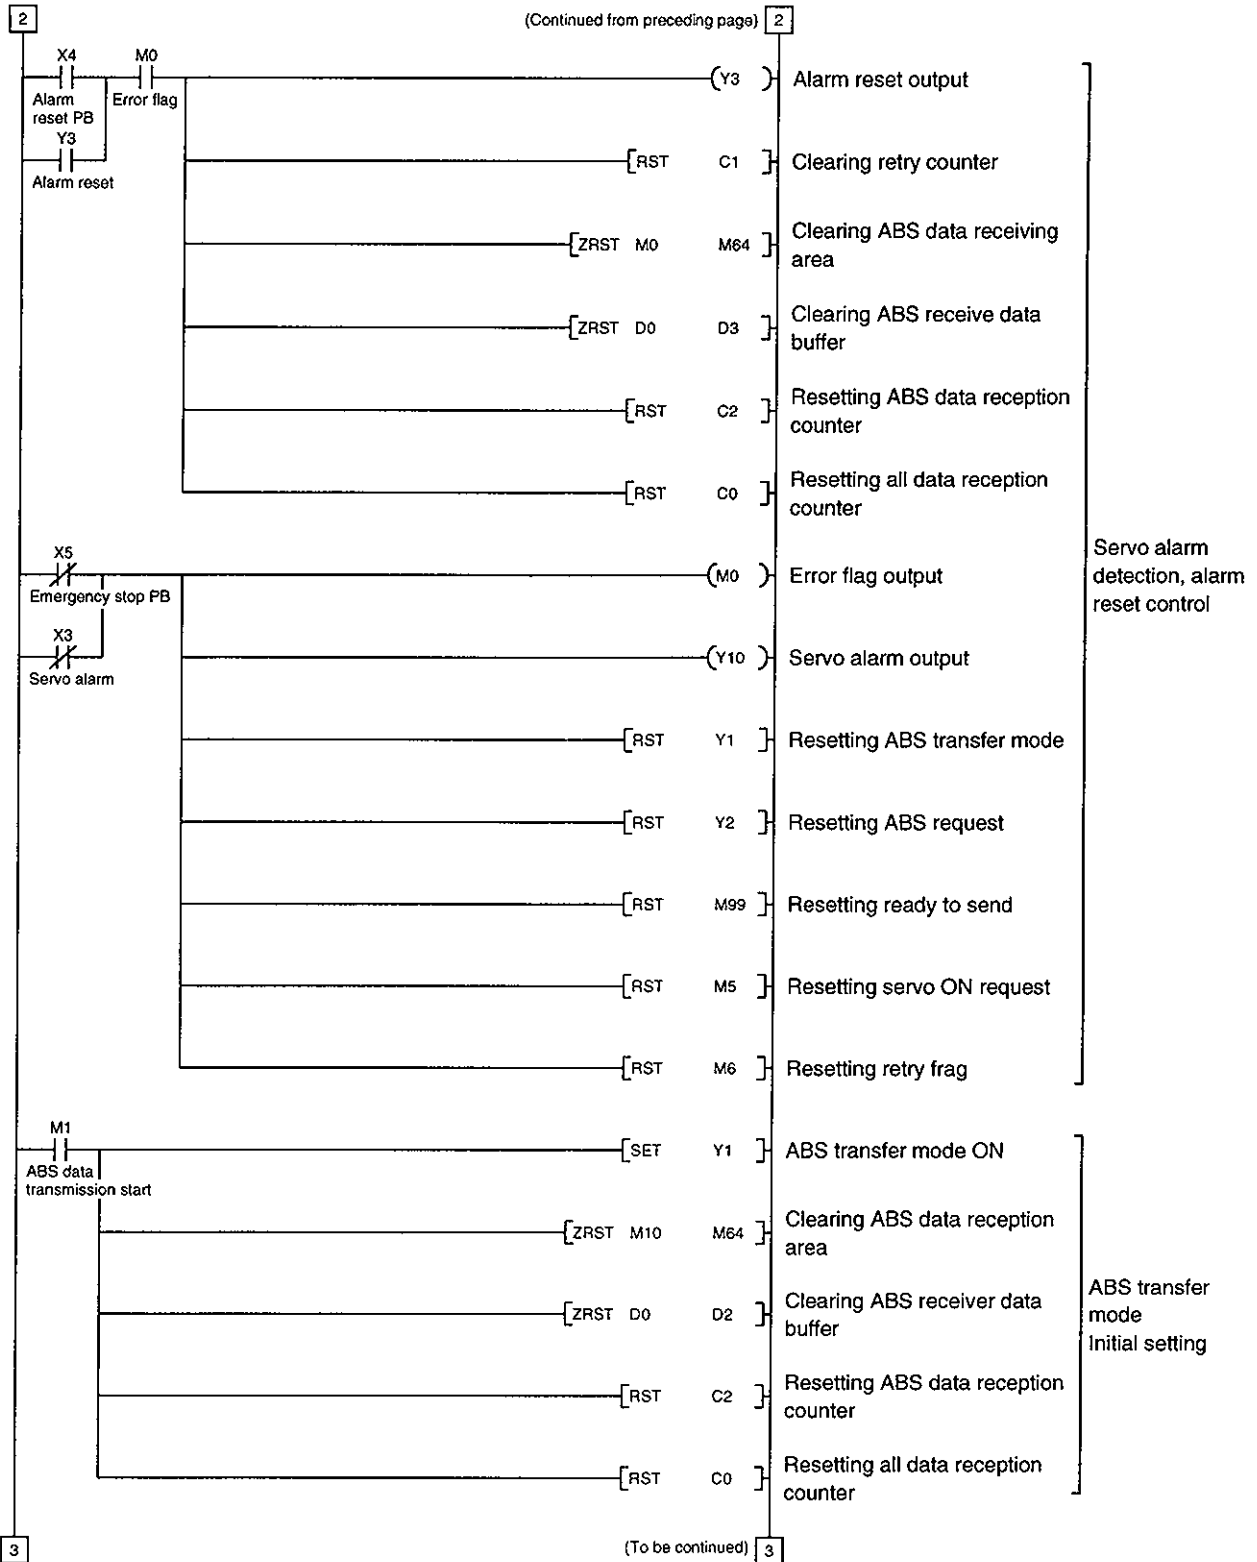 2
(Continued from preceding page)
2
X4
M0
Y3
Alarm reset output
Alarm
reset PB
Error flag
Y3
Alarm reset
RST C1
Clearing retry counter
ZRST M0 M64
Clearing ABS data receiving
area
ZRST D0 D3
Clearing ABS receive data
buffer
RST C2
Resetting ABS data reception
counter
RST C0
Resetting all data reception
counter
X5
Emergency stop PB
M0
Error flag output
Servo alarm
detection, alarm
reset control
X3
Servo alarm
Y10
Servo alarm output
RST Y1
Resetting ABS transfer mode
RST Y2
Resetting ABS request
RST M99
Resetting ready to send
RST M5
Resetting servo ON request
RST M6
Resetting retry frag
M1
ABS data
transmission start
SET Y1
ABS transfer mode ON
ZRST M10 M64
Clearing ABS data reception
area
ZRST D0 D2
Clearing ABS receiver data
buffer
ABS transfer
mode
Initial setting
RST C2
Resetting ABS data reception
counter
RST C0
Resetting all data reception
counter
3
(To be continued)
3